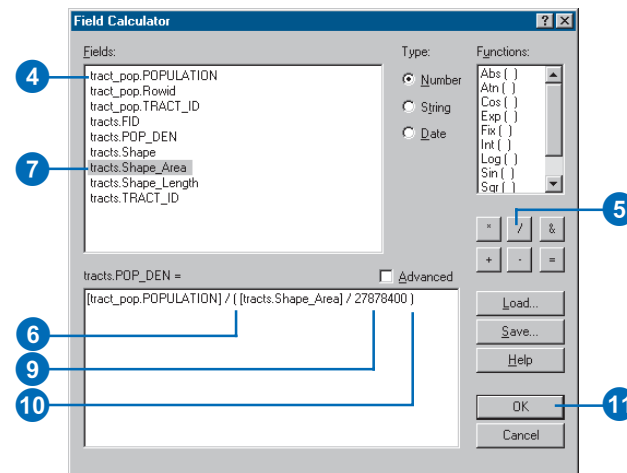 Field Calculator
Fields:
Type:
Functions:
4
tract_pop.POPULATION
tract_pop.Rowid
tract_pop.TRACT_ID
tracts.FID
tracts.POP_DEN
tracts.Shape
7
tracts.Shape_Area
tracts.Shape_Length
tracts.TRACT_ID
Number
String
Date
Abs ( )
Atn ( )
Cos ( )
Exp ( )
Fix ( )
Int ( )
Log ( )
Sin ( )
Sqr ( )
5
* / &
+ - =
tracts.POP_DEN =
Advanced
[tract_pop.POPULATION] / ( [tracts.Shape_Area] / 27878400 )
6
9
10
Load...
Save...
Help
OK
11
Cancel